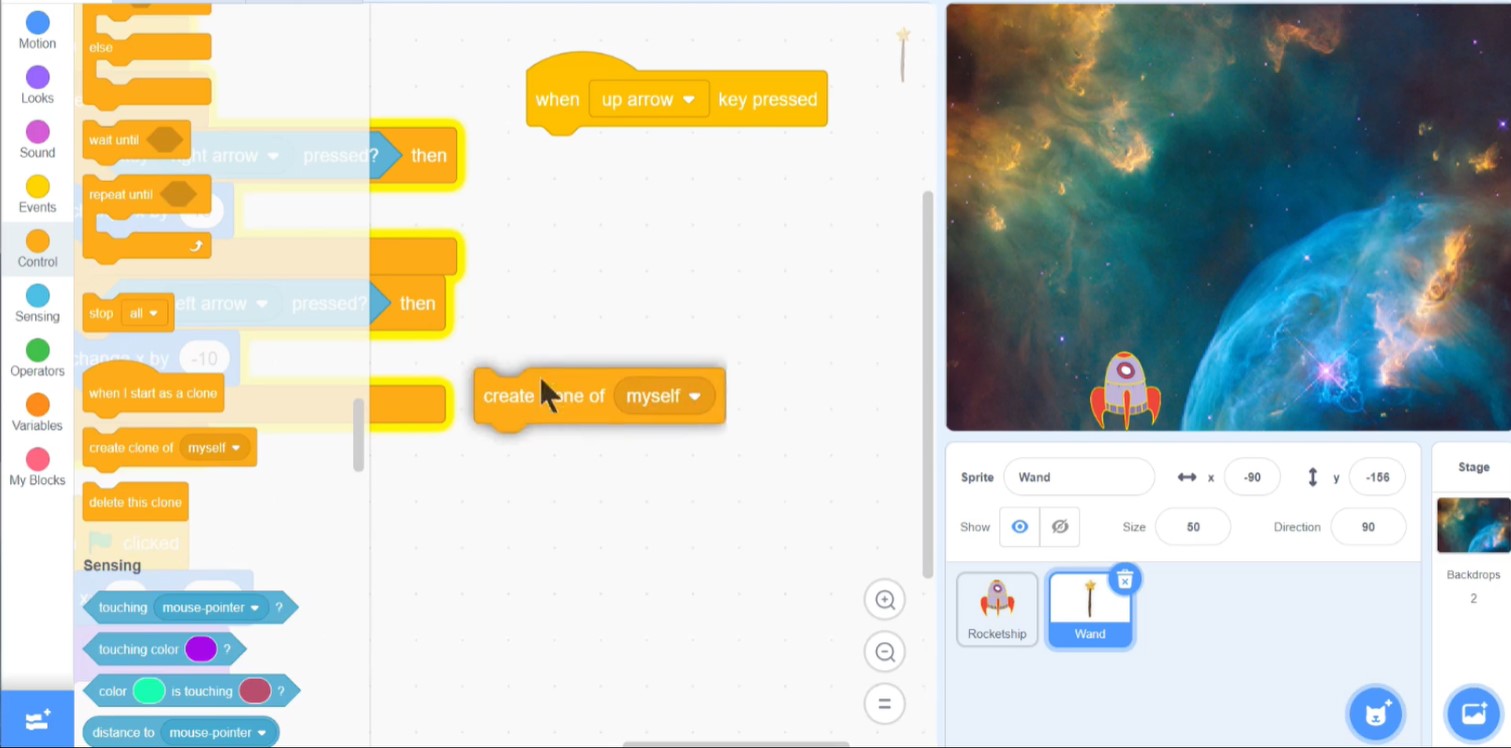 Motion
Looks
Sound
Events
Control
Sensing
Operators
Variables
My Blocks
else
wait until
repeat until
stop all
when I start as a clone
create clone of myself
delete this clone
Sensing
touching mouse-pointer ?
touching color ?
color is touching ?
distance to mouse-pointer
right arrow pressed? then
left arrow pressed? then
change x by -10
clicked
when up arrow key pressed
create clone of myself
Sprite Wand x -90 y -156
Show Size 50 Direction 90
Rocketship
Wand
Stage
Backdrops
2